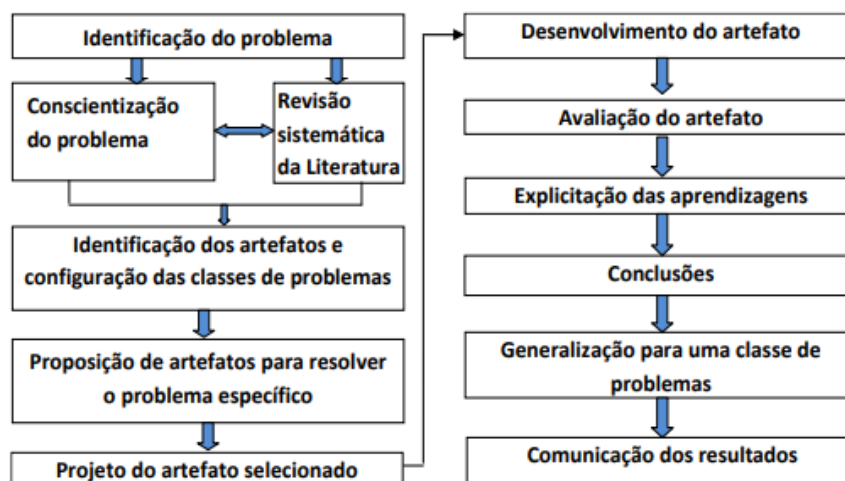 Identificação do problema
Conscientização
do problema
Revisão
sistemática
da Literatura
Identificação dos artefatos e
configuração das classes de problemas
Proposição de artefatos para resolver
o problema específico
Projeto do artefato selecionado
Desenvolvimento do artefato
Avaliação do artefato
Explicitação das aprendizagens
Conclusões
Generalização para uma classe de
problemas
Comunicação dos resultados